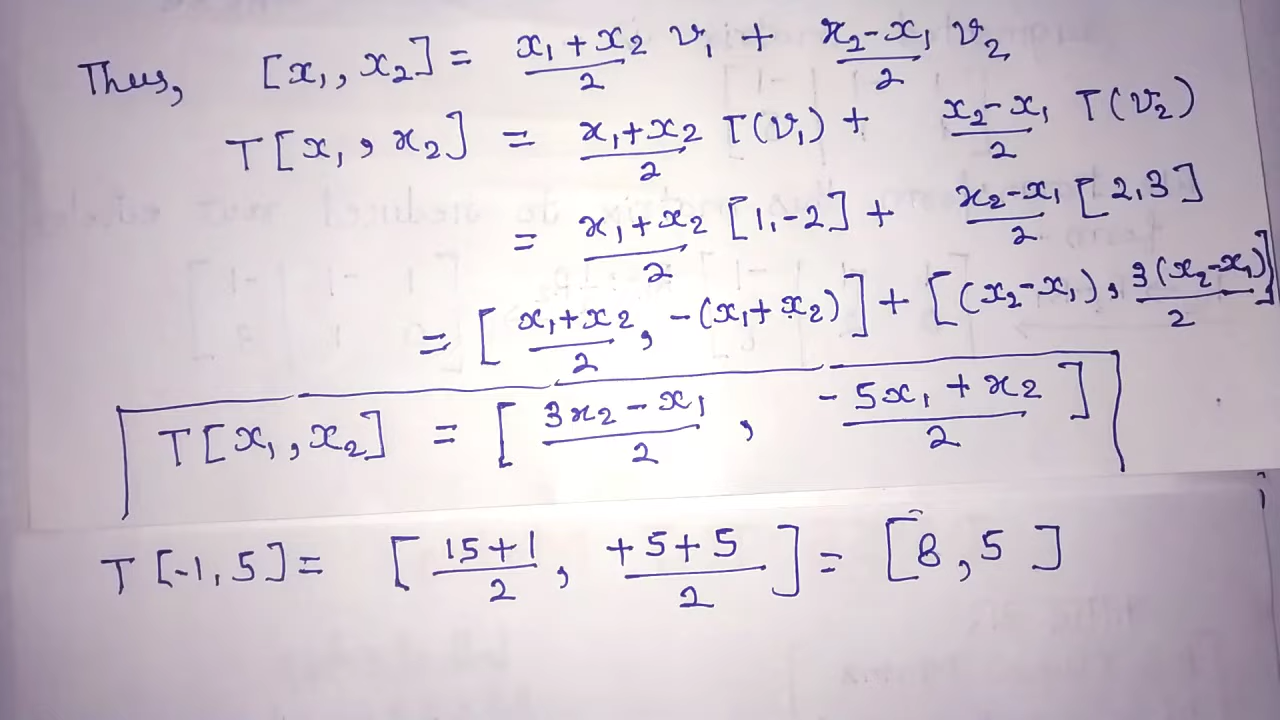 Thus, [x₁, x₂] = (x₁ + x₂)/2 v₁ + (x₂ - x₁)/2 v₂
T[x₁, x₂] = (x₁ + x₂)/2 T(v₁) + (x₂ - x₁)/2 T(v₂)
= (x₁ + x₂)/2 [1, -2] + (x₂ - x₁)/2 [2, 3]
= [(x₁ + x₂)/2, -(x₁ + x₂)] + [(x₂ - x₁), 3(x₂ - x₁)/2]
T[x₁, x₂] = [(3x₂ - x₁)/2, (-5x₁ + x₂)/2]
T[-1, 5] = [(15 + 1)/2, (+5 + 5)/2] = [8, 5]